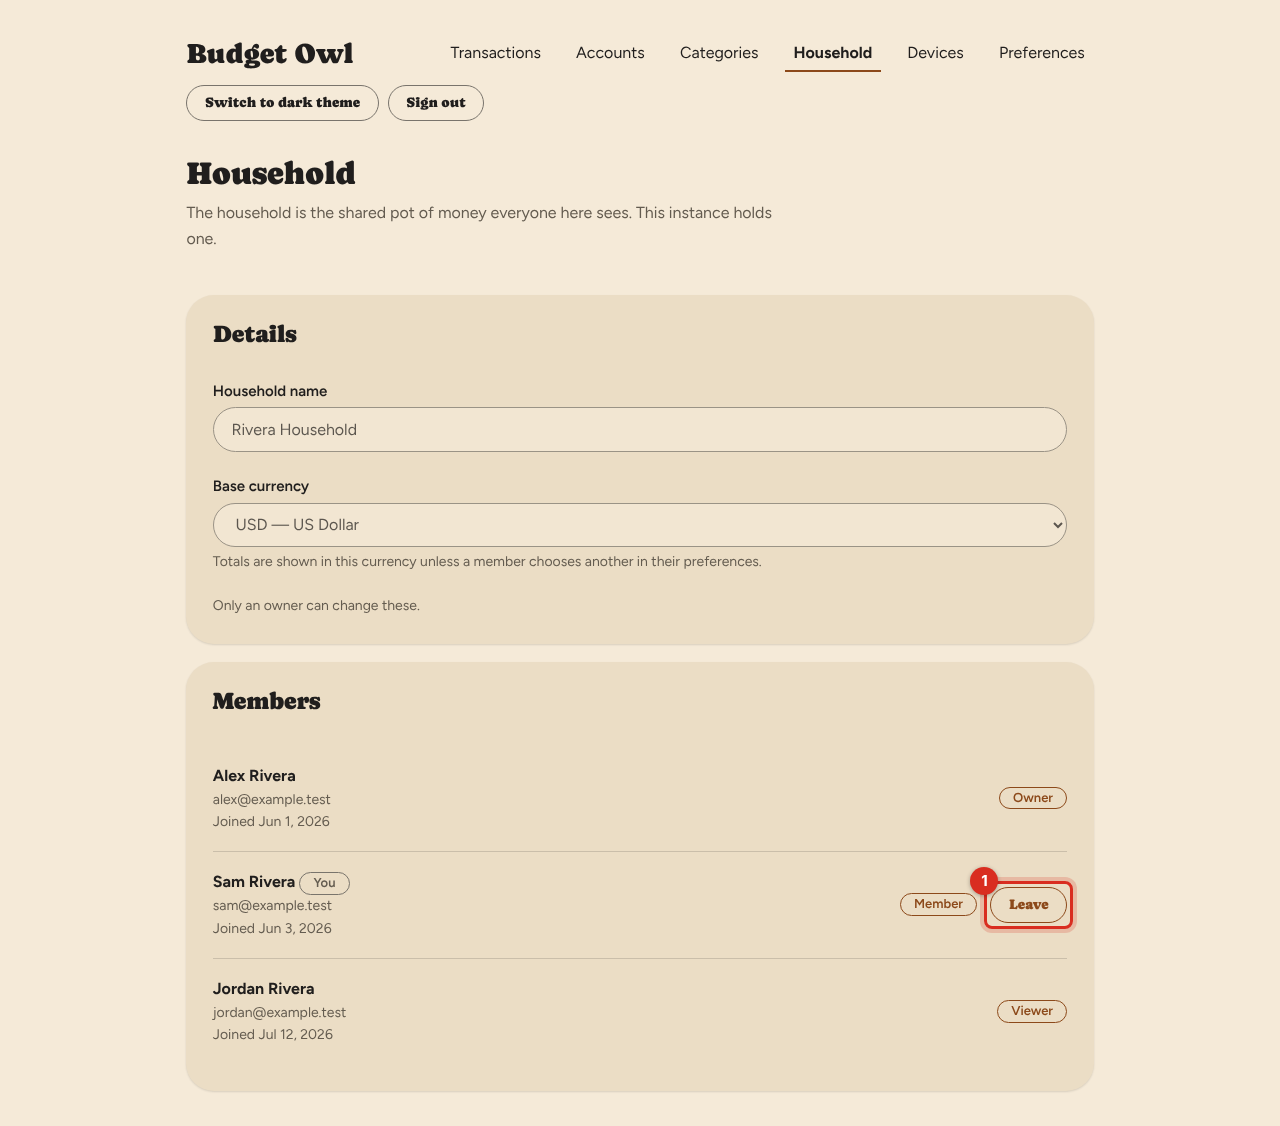 Budget Owl
Transactions Accounts Categories Household Devices Preferences
Switch to dark theme Sign out
Household
The household is the shared pot of money everyone here sees. This instance holds
one.
Details
Household name
Rivera Household
Base currency
USD — US Dollar
Totals are shown in this currency unless a member chooses another in their preferences.
Only an owner can change these.
Members
Alex Rivera
alex@example.test
Joined Jun 1, 2026
Owner
Sam Rivera You
sam@example.test
Joined Jun 3, 2026
Member
1
Leave
Jordan Rivera
jordan@example.test
Joined Jul 12, 2026
Viewer